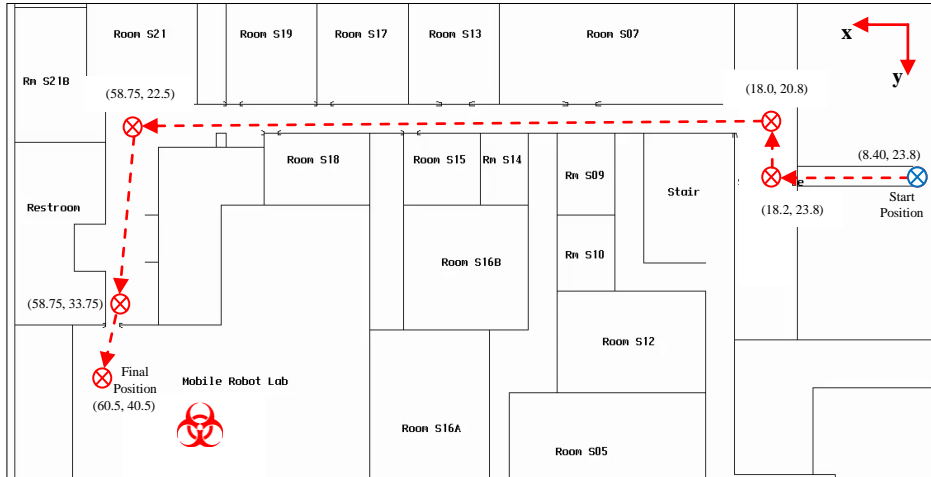 Room S21
Room S19
Room S17
Room S13
Room S07
x
y
Rm S21B
(58.75, 22.5)
(18.0, 20.8)
Room S18
Room S15
Rm S14
Rm S09
Stair
(8.40, 23.8)
e
Start
Position
Restroom
(18.2, 23.8)
Room S16B
Rm S10
(58.75, 33.75)
Room S12
Final
Position
(60.5, 40.5)
Mobile Robot Lab
Room S16A
Room S05